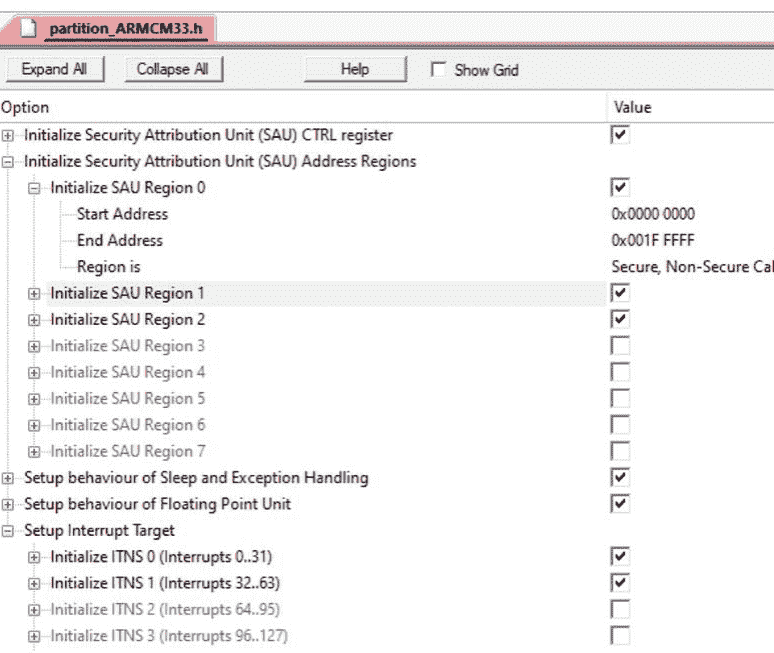 partition_ARMCM33.h
Expand All Collapse All Help Show Grid
Option Value
Initialize Security Attribution Unit (SAU) CTRL register
Initialize Security Attribution Unit (SAU) Address Regions
Initialize SAU Region 0
Start Address 0x0000 0000
End Address 0x001F FFFF
Region is Secure, Non-Secure Cal
Initialize SAU Region 1
Initialize SAU Region 2
Initialize SAU Region 3
Initialize SAU Region 4
Initialize SAU Region 5
Initialize SAU Region 6
Initialize SAU Region 7
Setup behaviour of Sleep and Exception Handling
Setup behaviour of Floating Point Unit
Setup Interrupt Target
Initialize ITNS 0 (Interrupts 0..31)
Initialize ITNS 1 (Interrupts 32..63)
Initialize ITNS 2 (Interrupts 64..95)
Initialize ITNS 3 (Interrupts 96..127)